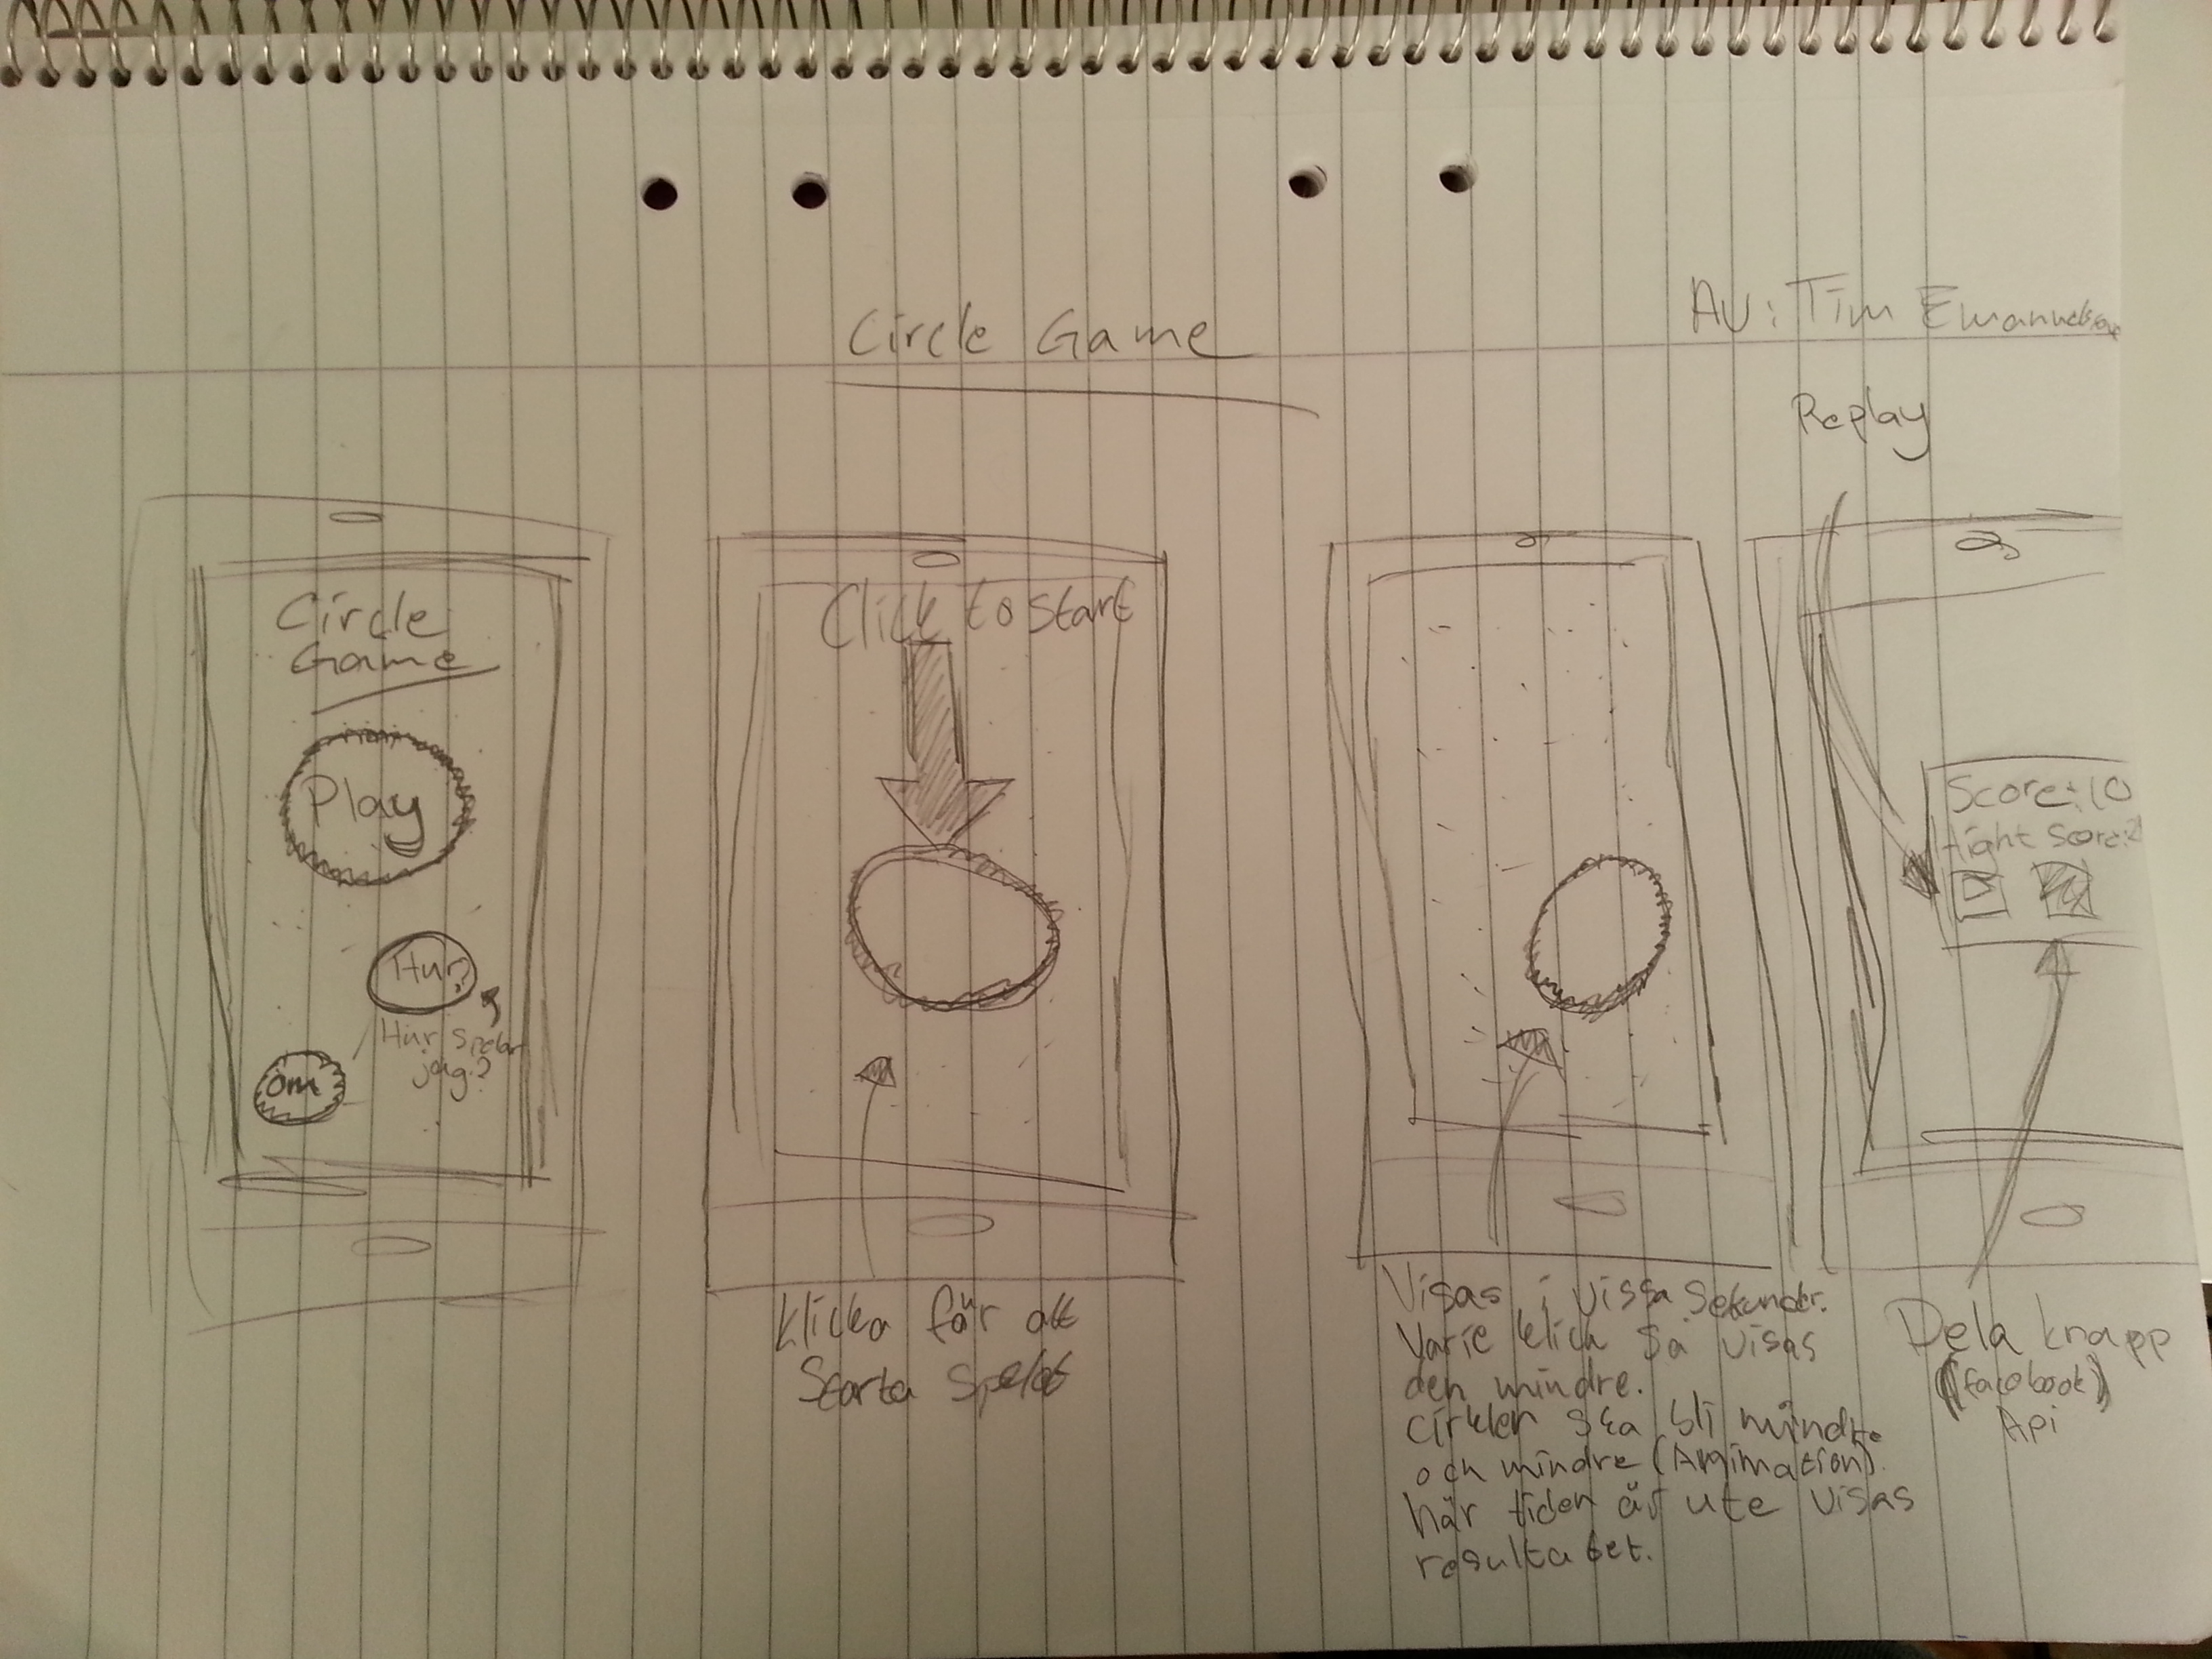 Circle Game
AV: Tim Emanuelsson
Replay
Circle
Game
Play
Hur?
Hur spelar
jag?
Om
Click to start
Klicka för att
Starta spelet
Visas i vissa sekunder.
Varje klick så visas
den mindre.
Cirkeln ska bli mindre
och mindre (Animation).
när tiden är ute visas
resultatet.
Score: 10
Hight Score:
Dela knapp
(facebook)
Api